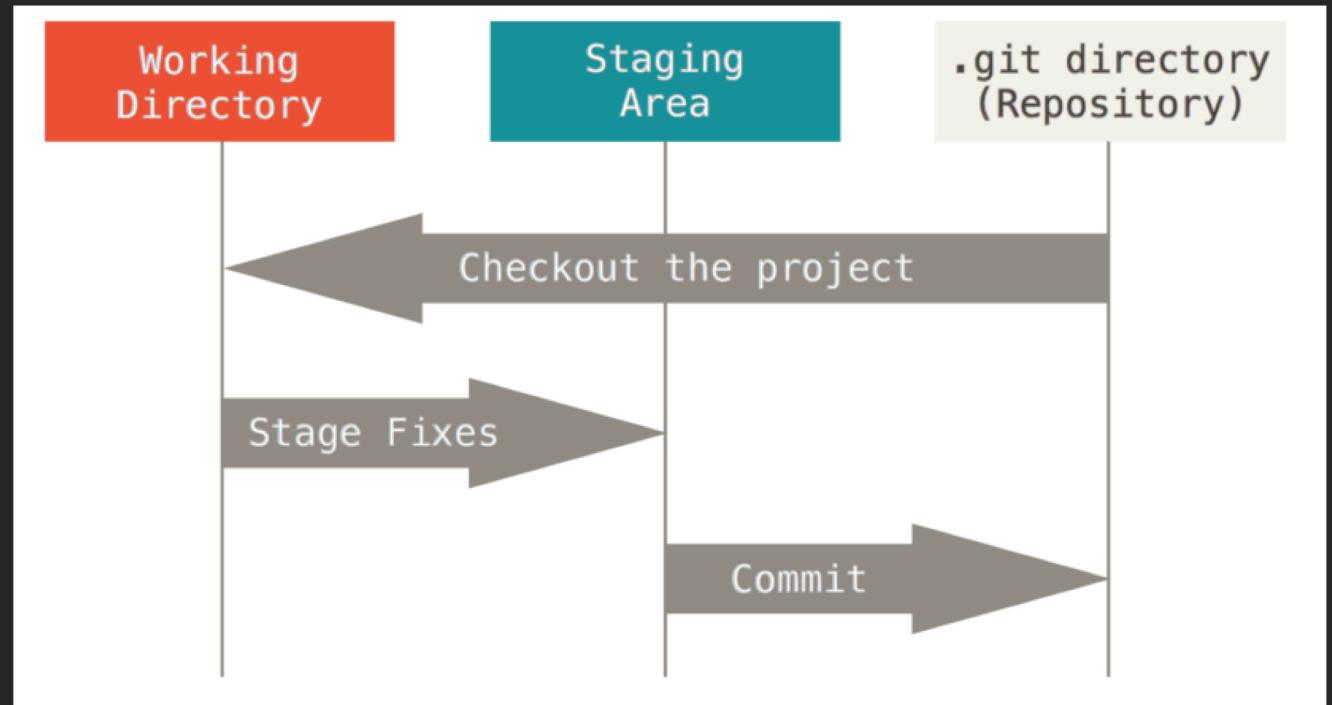 Working
Directory
Staging
Area
.git directory
(Repository)
Checkout the project
Stage Fixes
Commit